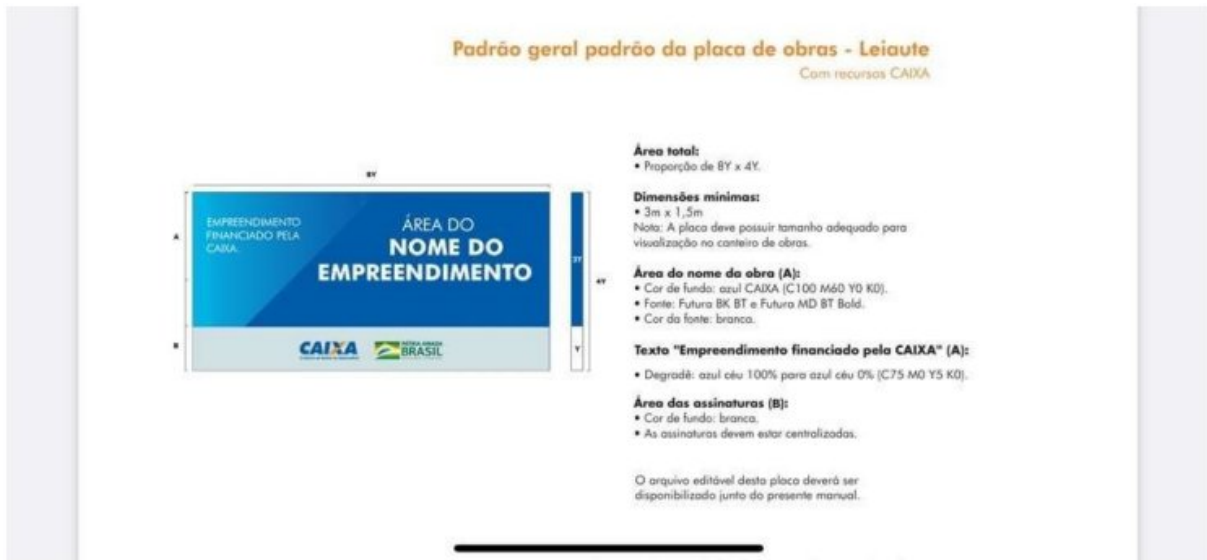 Padrão geral padrão da placa de obras - Leiaute
Com recursos CAIXA
8Y
A
B
EMPREENDIMENTO
FINANCIADO PELA
CAIXA.
ÁREA DO
NOME DO
EMPREENDIMENTO
CAIXA
PÁTRIA AMADA
BRASIL
3Y
Y
4Y
Área total:
• Proporção de 8Y x 4Y.
Dimensões mínimas:
• 3m x 1,5m
Nota: A placa deve possuir tamanho adequado para
visualização no canteiro de obras.
Área do nome da obra (A):
• Cor de fundo: azul CAIXA (C100 M60 Y0 K0).
• Fonte: Futura BK BT e Futura MD BT Bold.
• Cor da fonte: branca.
Texto "Empreendimento financiado pela CAIXA" (A):
• Degradê: azul céu 100% para azul céu 0% (C75 M0 Y5 K0).
Área das assinaturas (B):
• Cor de fundo: branca.
• As assinaturas devem estar centralizadas.
O arquivo editável desta placa deverá ser
disponibilizado junto do presente manual.